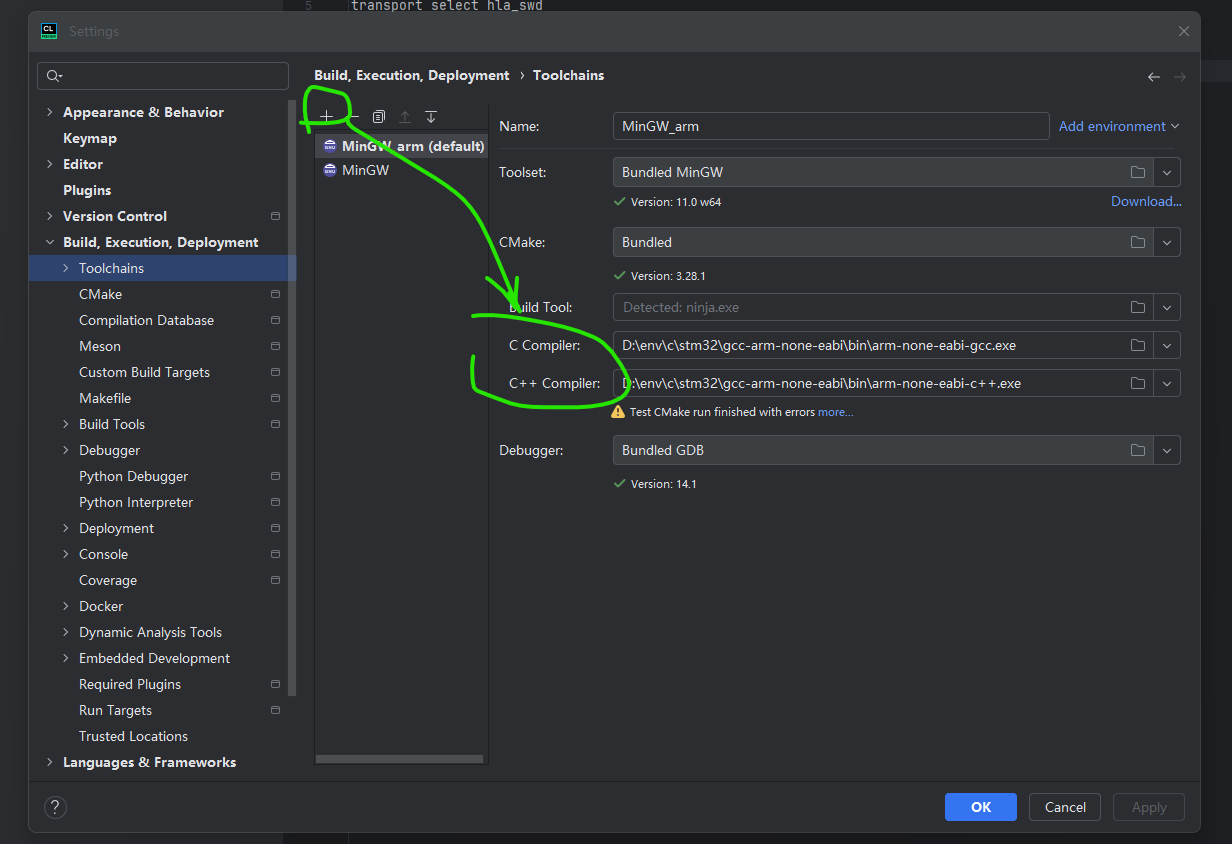 5 transport select hla_swd
CL
Settings
Build, Execution, Deployment › Toolchains
Appearance & Behavior
Keymap
Editor
Plugins
Version Control
Build, Execution, Deployment
Toolchains
CMake
Compilation Database
Meson
Custom Build Targets
Makefile
Build Tools
Debugger
Python Debugger
Python Interpreter
Deployment
Console
Coverage
Docker
Dynamic Analysis Tools
Embedded Development
Required Plugins
Run Targets
Trusted Locations
Languages & Frameworks
MinGW_arm (default)
MinGW
Name: MinGW_arm Add environment
Toolset: Bundled MinGW
Version: 11.0 w64 Download...
CMake: Bundled
Version: 3.28.1
Build Tool: Detected: ninja.exe
C Compiler: D:\env\c\stm32\gcc-arm-none-eabi\bin\arm-none-eabi-gcc.exe
C++ Compiler: D:\env\c\stm32\gcc-arm-none-eabi\bin\arm-none-eabi-c++.exe
Test CMake run finished with errors more...
Debugger: Bundled GDB
Version: 14.1
? OK Cancel Apply